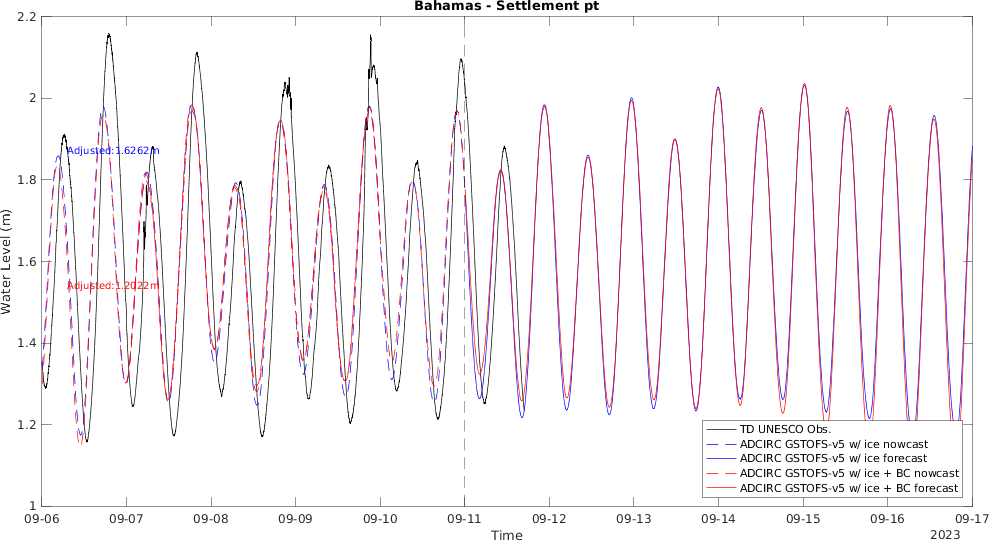 Bahamas - Settlement pt
2.2
2
1.8
1.6
1.4
1.2
1
Water Level (m)
Adjusted:1.6262m
Adjusted:1.2022m
TD UNESCO Obs.
ADCIRC GSTOFS-v5 w/ ice nowcast
ADCIRC GSTOFS-v5 w/ ice forecast
ADCIRC GSTOFS-v5 w/ ice + BC nowcast
ADCIRC GSTOFS-v5 w/ ice + BC forecast
09-06 09-07 09-08 09-09 09-10 09-11 09-12 09-13 09-14 09-15 09-16 09-17
Time
2023